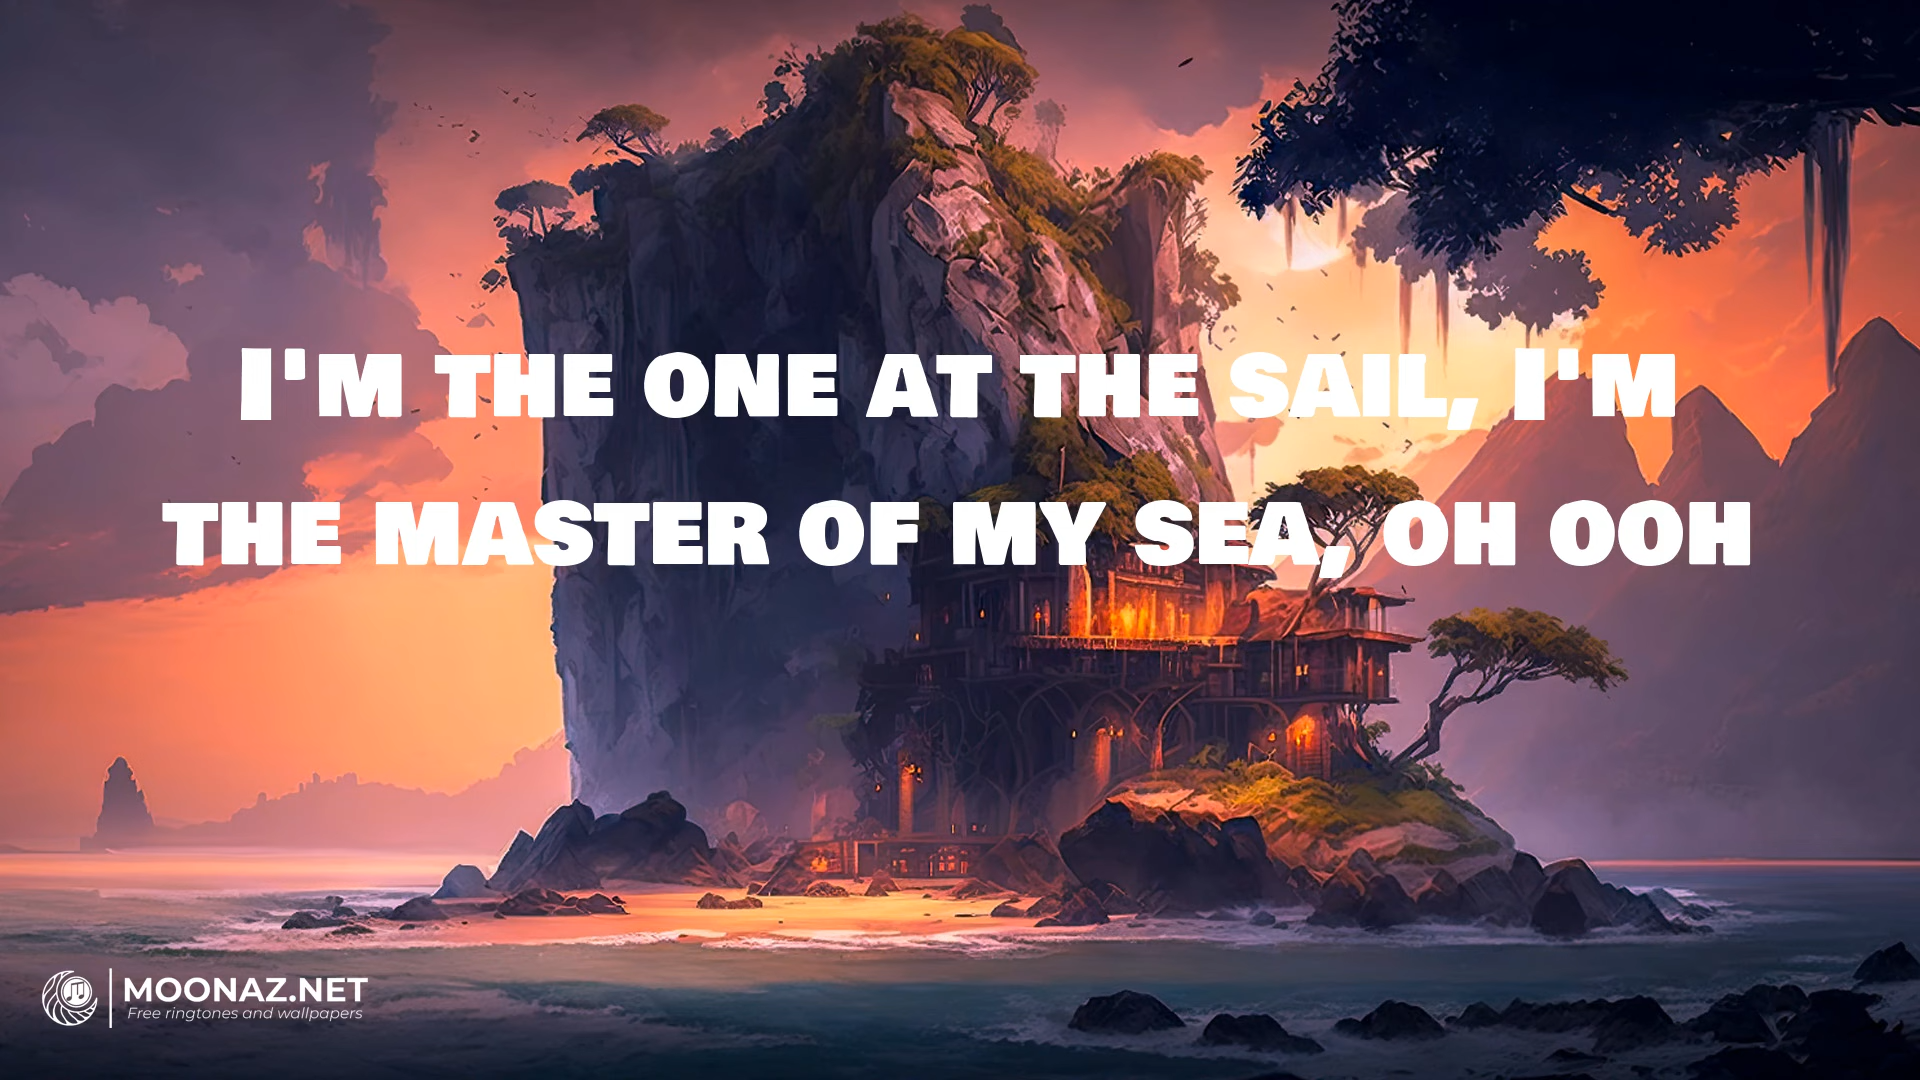 I'm the one at the sail, I'm
the master of my sea, oh ooh
MOONAZ.NET
Free ringtones and wallpapers